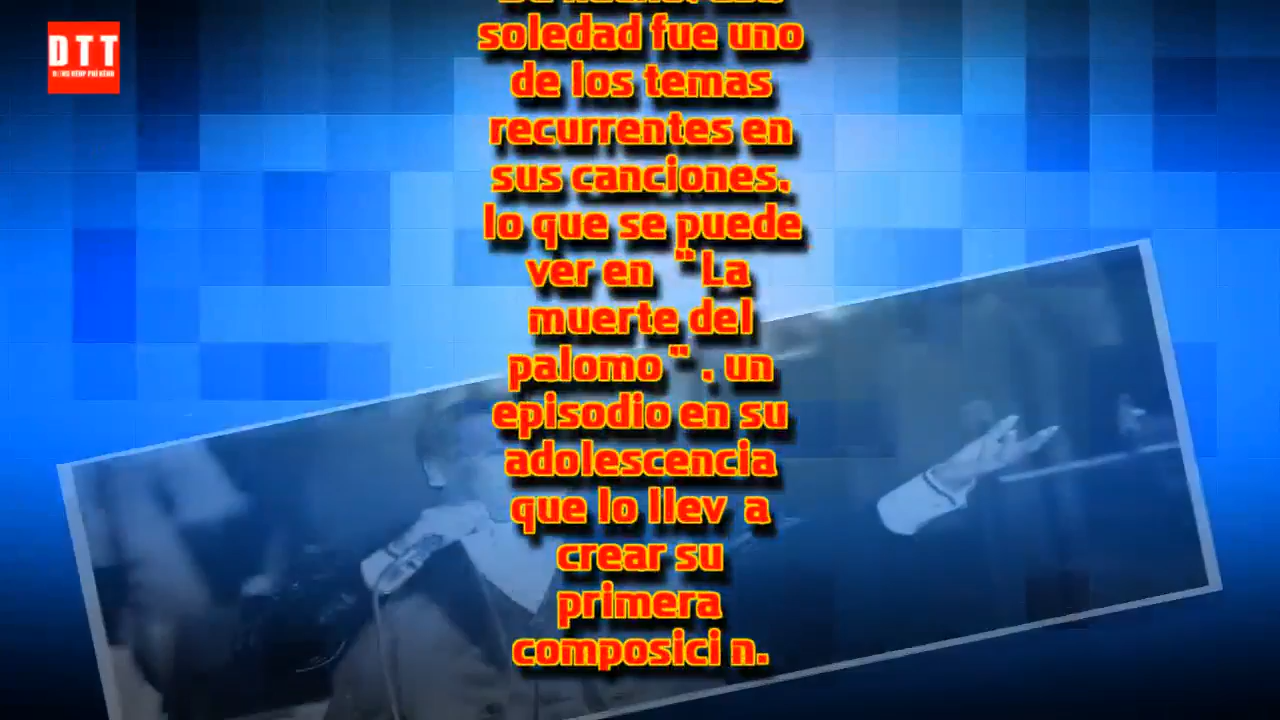 DTT
soledad fue uno
de los temas
recurrentes en
sus canciones,
lo que se puede
ver en "La
muerte del
palomo", un
episodio en su
adolescencia
que lo llev a
crear su
primera
composici n.